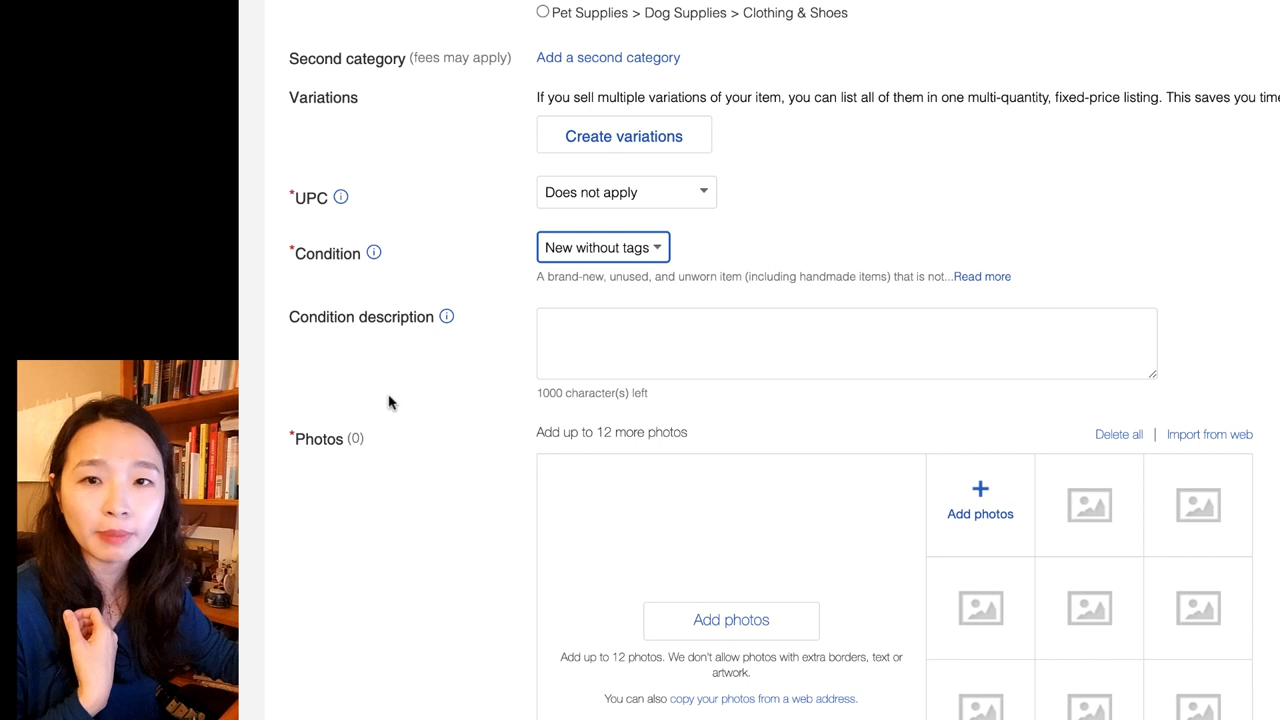 Pet Supplies > Dog Supplies > Clothing & Shoes
Second category (fees may apply)
Add a second category
Variations
If you sell multiple variations of your item, you can list all of them in one multi-quantity, fixed-price listing. This saves you time
Create variations
*UPC
Does not apply
*Condition
New without tags
A brand-new, unused, and unworn item (including handmade items) that is not...Read more
Condition description
1000 character(s) left
*Photos (0)
Add up to 12 more photos
Delete all | Import from web
Add photos
Add photos
Add up to 12 photos. We don't allow photos with extra borders, text or
artwork.
You can also copy your photos from a web address.